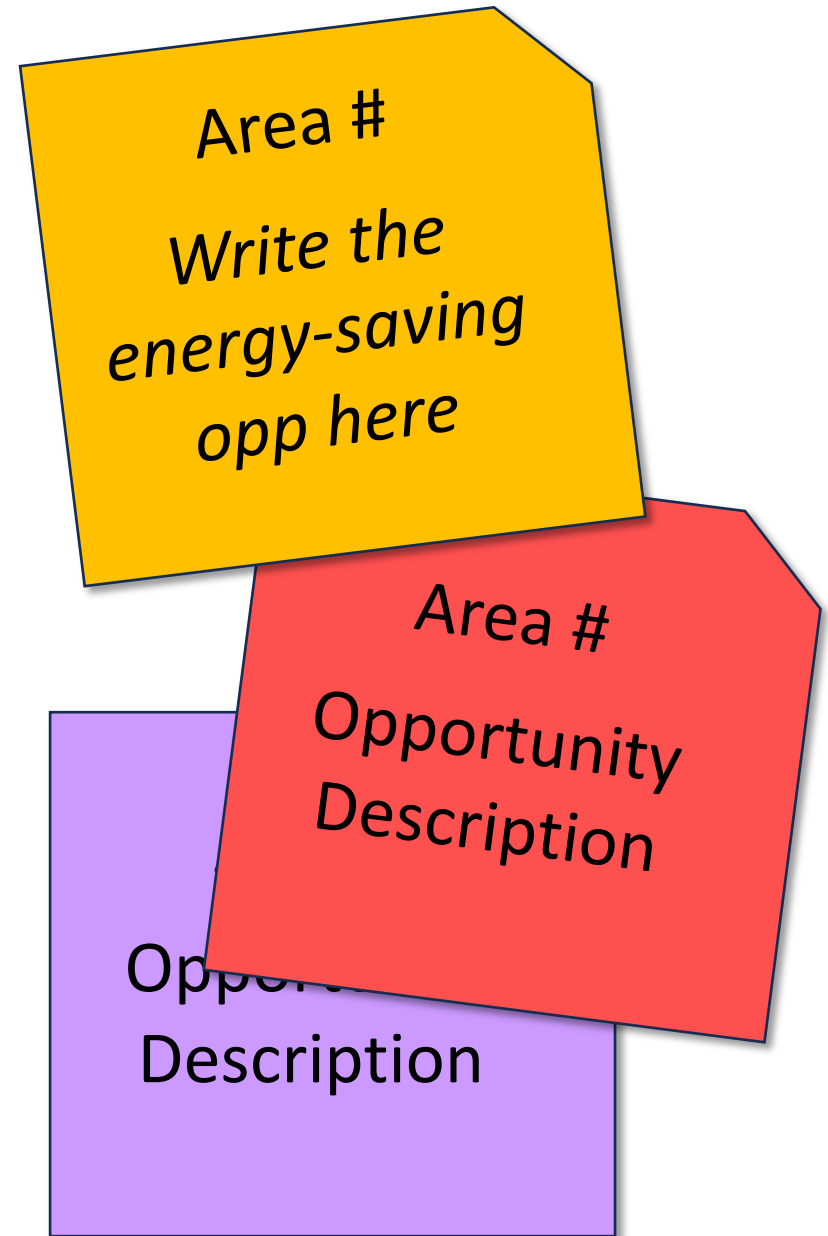 Area #
Write the
energy-saving
opp here
Area #
Opportunity
Description
Description